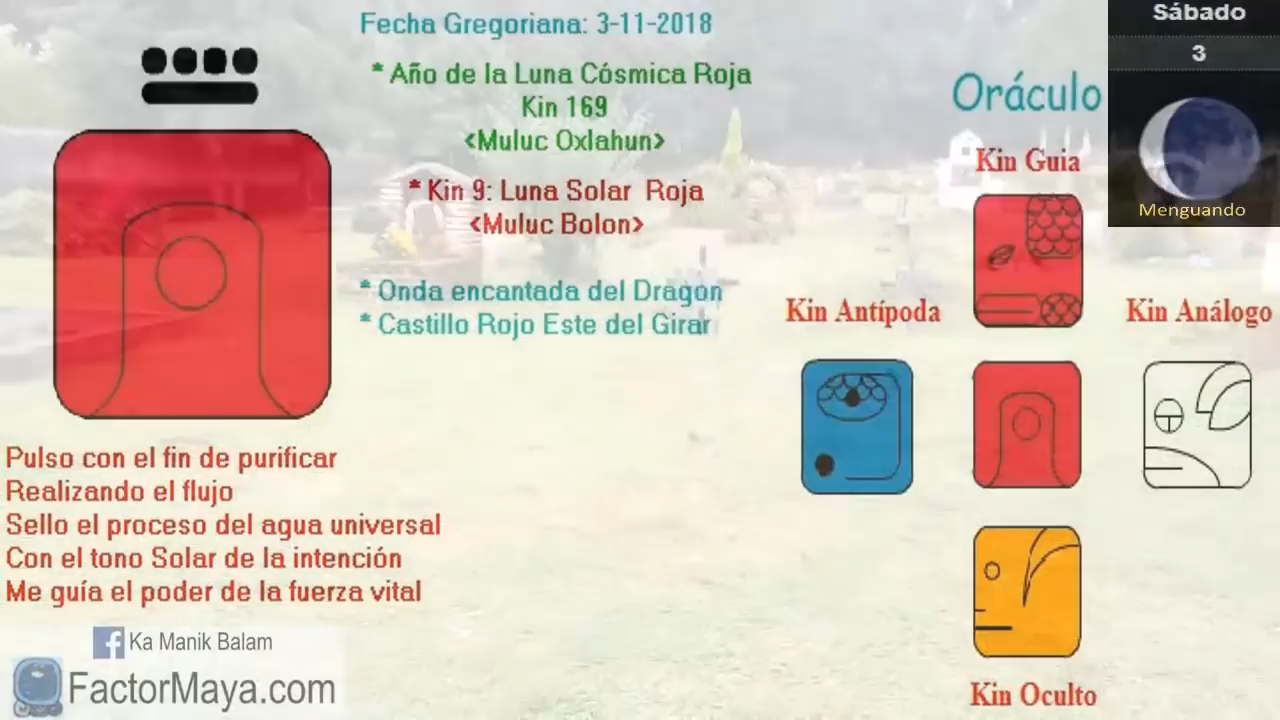 Fecha Gregoriana: 3-11-2018
* Año de la Luna Cósmica Roja
Kin 169
<Muluc Oxlahun>
* Kin 9: Luna Solar Roja
<Muluc Bolon>
* Onda encantada del Dragon
* Castillo Rojo Este del Girar
Sábado
3
Menguando
Oráculo
Kin Guia
Kin Antípoda
Kin Análogo
Kin Oculto
Pulso con el fin de purificar
Realizando el flujo
Sello el proceso del agua universal
Con el tono Solar de la intención
Me guía el poder de la fuerza vital
Ka Manik Balam
FactorMaya.com